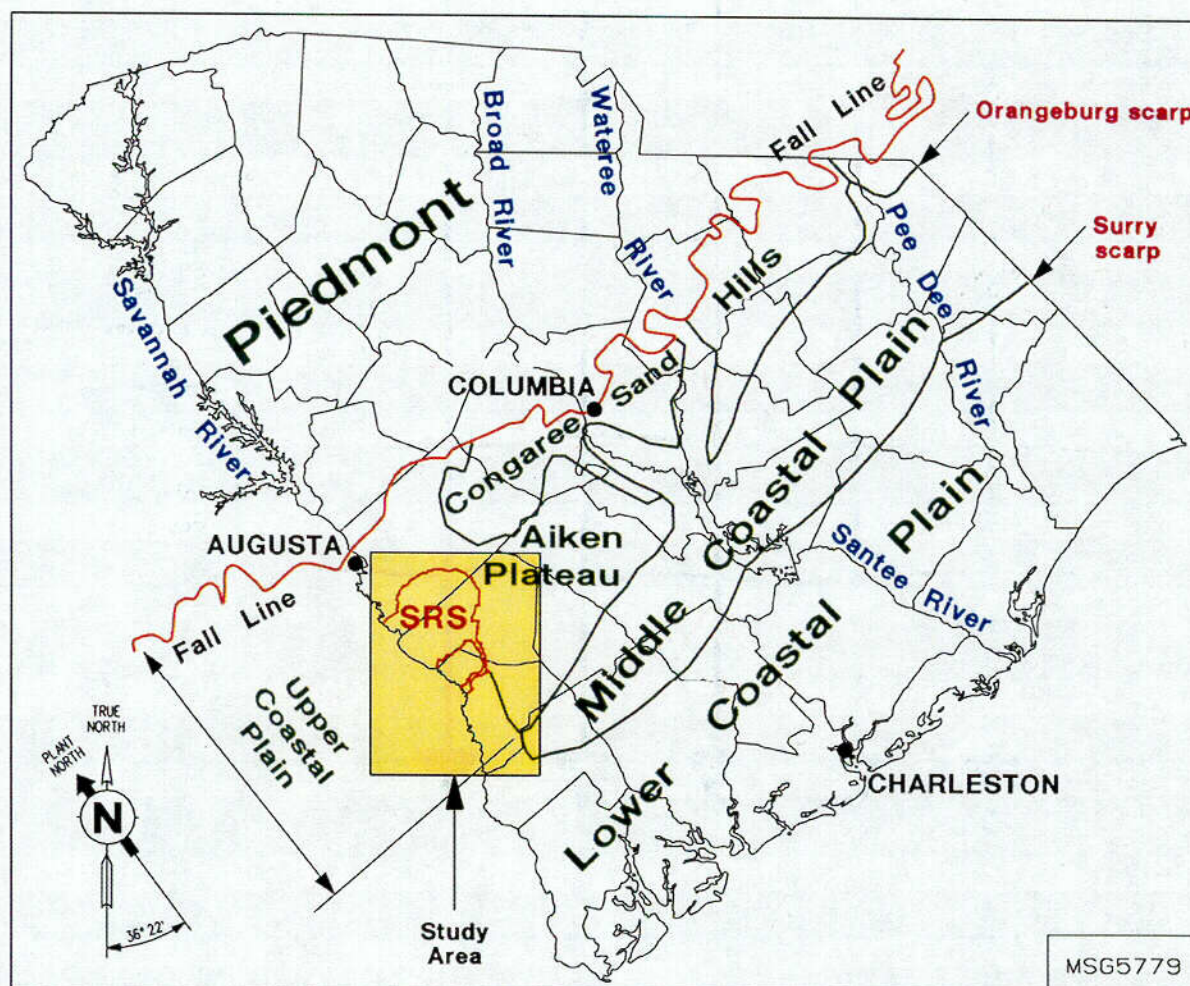 Fall Line
Orangeburg scarp
Broad
River
Wateree
River
Surry
scarp
Pee
Dee
River
Piedmont
Savannah
River
Sand
Hills
COLUMBIA
Congaree
Coastal
Plain
AUGUSTA
Aiken
Plateau
Middle
Santee River
Plain
Coastal
Lower
SRS
Fall Line
Upper
Coastal
Plain
TRUE
NORTH
PLANT
NORTH
N
36° 22'
CHARLESTON
Study
Area
MSG5779